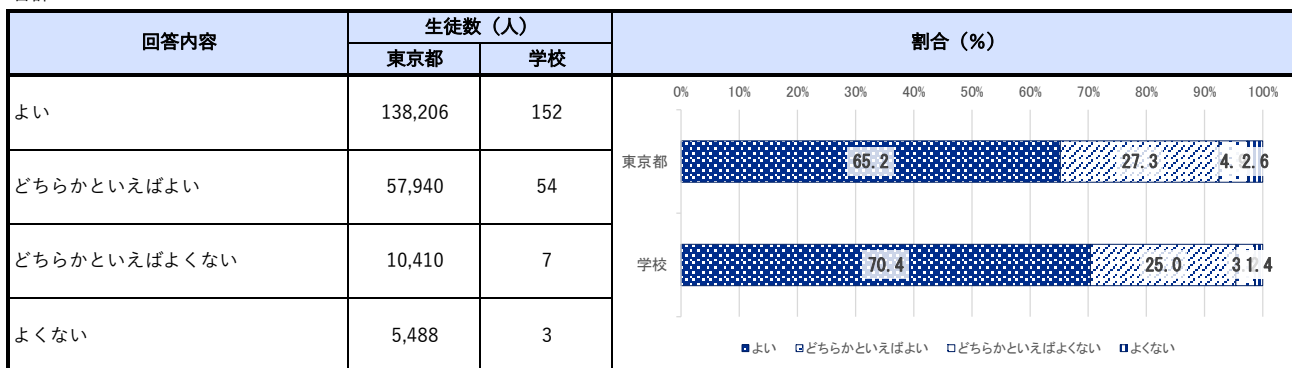 回答内容
生徒数(人)
割合(%)
東京都
学校
よい
138,206
152
どちらかといえばよい
57,940
54
どちらかといえばよくない
10,410
7
よくない
5,488
3
0% 10% 20% 30% 40% 50% 60% 70% 80% 90% 100%
東京都
65.2
27.3
2.6
学校
70.4
25.0
1.4
よい どちらかといえばよい どちらかといえばよくない よくない